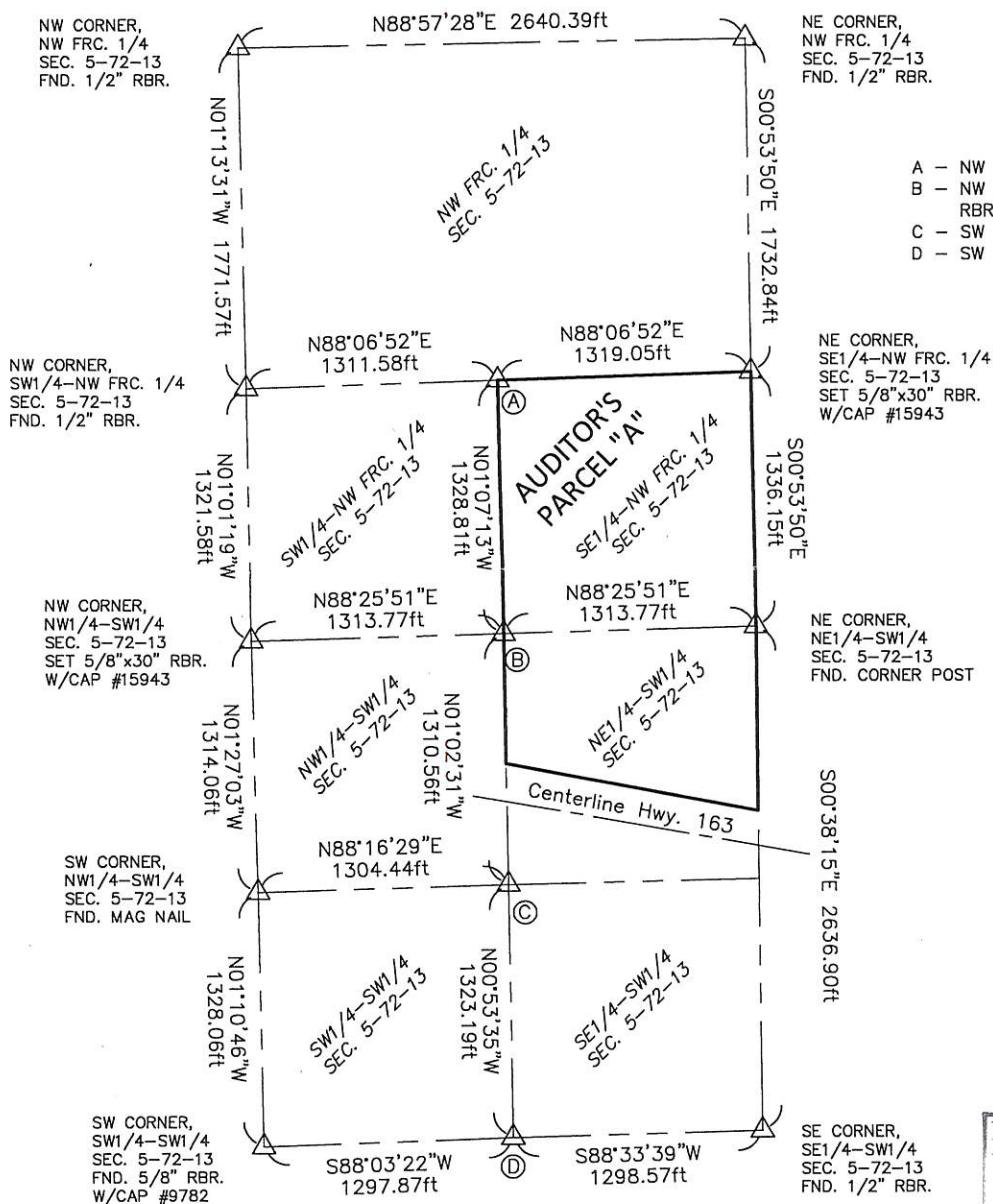 NW CORNER,
NW FRC. 1/4
SEC. 5-72-13
FND. 1/2" RBR.
N88°57'28"E 2640.39ft
NE CORNER,
NW FRC. 1/4
SEC. 5-72-13
FND. 1/2" RBR.
N01°13'31"W 1771.57ft
NW FRC. 1/4
SEC. 5-72-13
S00°53'50"E 1732.84ft
A - NW
B - NW
RBR
C - SW
D - SW
NW CORNER,
SW1/4-NW FRC. 1/4
SEC. 5-72-13
FND. 1/2" RBR.
N88°06'52"E
1311.58ft
N88°06'52"E
1319.05ft
NE CORNER,
SE1/4-NW FRC. 1/4
SEC. 5-72-13
SET 5/8"x30" RBR.
W/CAP #15943
A
N01°01'19"W
1321.58ft
SW1/4-NW FRC. 1/4
SEC. 5-72-13
N01°07'13"W
1328.81ft
AUDITOR'S
PARCEL "A"
SE1/4-NW FRC. 1/4
SEC. 5-72-13
S00°53'50"E
1336.15ft
NW CORNER,
NW1/4-SW1/4
SEC. 5-72-13
SET 5/8"x30" RBR.
W/CAP #15943
N88°25'51"E
1313.77ft
N88°25'51"E
1313.77ft
NE CORNER,
NE1/4-SW1/4
SEC. 5-72-13
FND. CORNER POST
B
N01°27'03"W
1314.06ft
NW1/4-SW1/4
SEC. 5-72-13
N01°02'31"W
1310.56ft
NE1/4-SW1/4
SEC. 5-72-13
Centerline Hwy. 163
S00°38'15"E 2636.90ft
SW CORNER,
NW1/4-SW1/4
SEC. 5-72-13
FND. MAG NAIL
N88°16'29"E
1304.44ft
C
N01°10'46"W
1328.06ft
SW1/4-SW1/4
SEC. 5-72-13
N00°53'35"W
1323.19ft
SE1/4-SW1/4
SEC. 5-72-13
SW CORNER,
SW1/4-SW1/4
SEC. 5-72-13
FND. 5/8" RBR.
W/CAP #9782
S88°03'22"W
1297.87ft
D
S88°33'39"W
1298.57ft
SE CORNER,
SE1/4-SW1/4
SEC. 5-72-13
FND. 1/2" RBR.